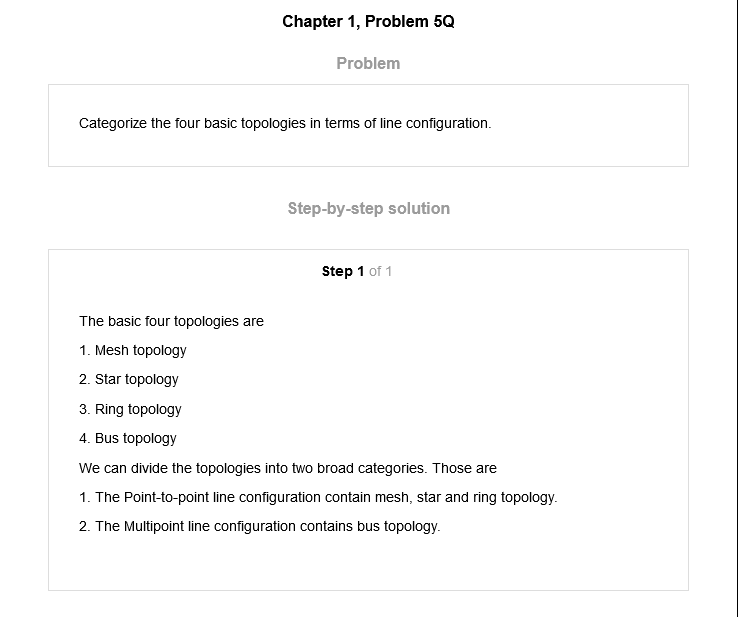 Chapter 1, Problem 5Q
Problem
Categorize the four basic topologies in terms of line configuration.
Step-by-step solution
Step 1 of 1
The basic four topologies are
1. Mesh topology
2. Star topology
3. Ring topology
4. Bus topology
We can divide the topologies into two broad categories. Those are
1. The Point-to-point line configuration contain mesh, star and ring topology.
2. The Multipoint line configuration contains bus topology.